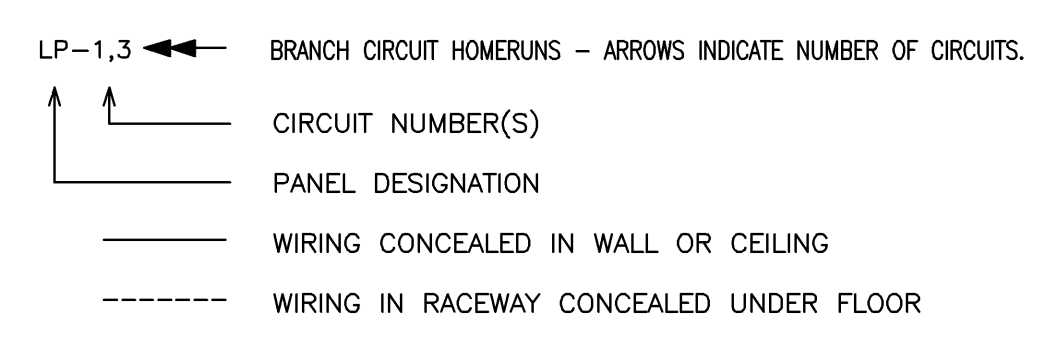 LP-1,3 BRANCH CIRCUIT HOMERUNS - ARROWS INDICATE NUMBER OF CIRCUITS.
CIRCUIT NUMBER(S)
PANEL DESIGNATION
WIRING CONCEALED IN WALL OR CEILING
WIRING IN RACEWAY CONCEALED UNDER FLOOR